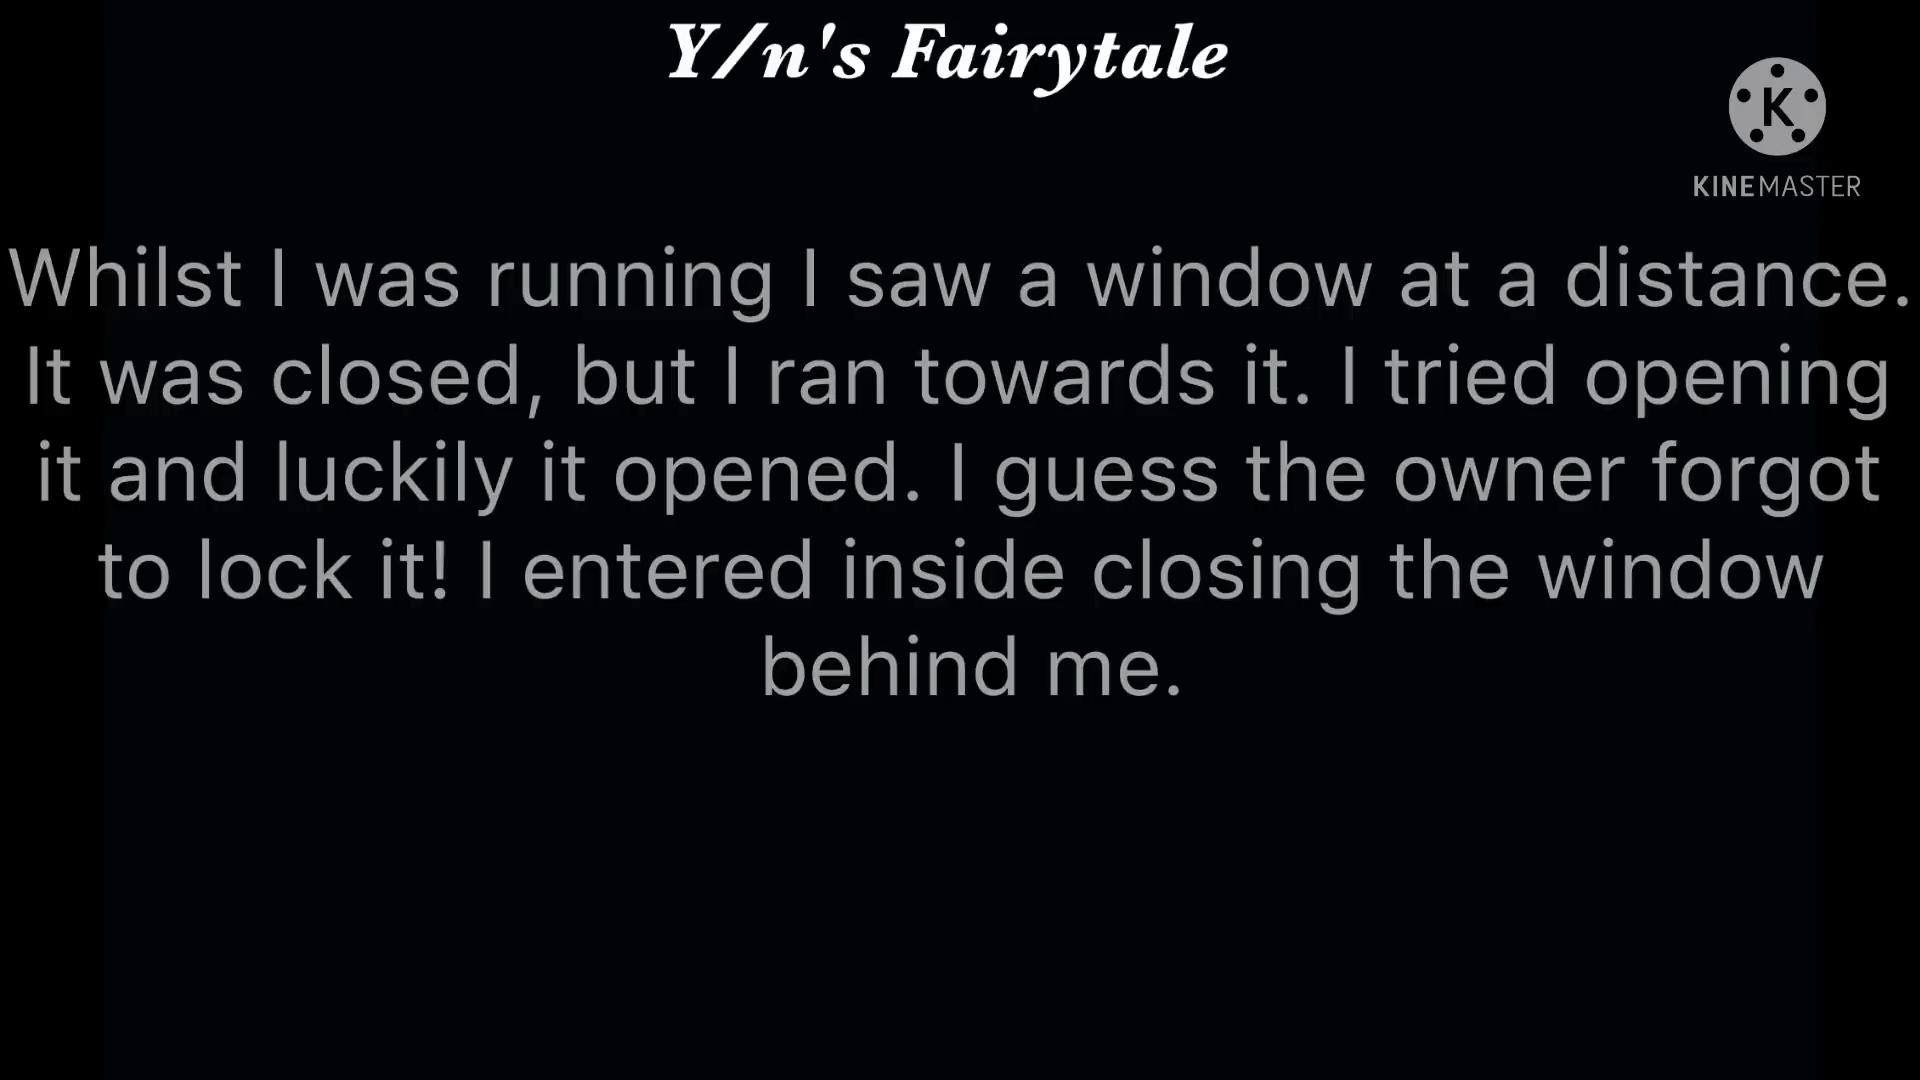 Y/n's Fairytale
K
KINEMASTER
Whilst I was running I saw a window at a distance.
It was closed, but I ran towards it. I tried opening
it and luckily it opened. I guess the owner forgot
to lock it! I entered inside closing the window
behind me.